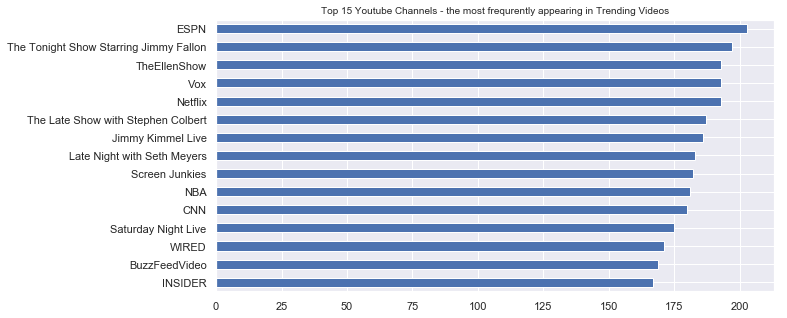 Top 15 Youtube Channels - the most frequrently appearing in Trending Videos
ESPN
The Tonight Show Starring Jimmy Fallon
TheEllenShow
Vox
Netflix
The Late Show with Stephen Colbert
Jimmy Kimmel Live
Late Night with Seth Meyers
Screen Junkies
NBA
CNN
Saturday Night Live
WIRED
BuzzFeedVideo
INSIDER
0 25 50 75 100 125 150 175 200